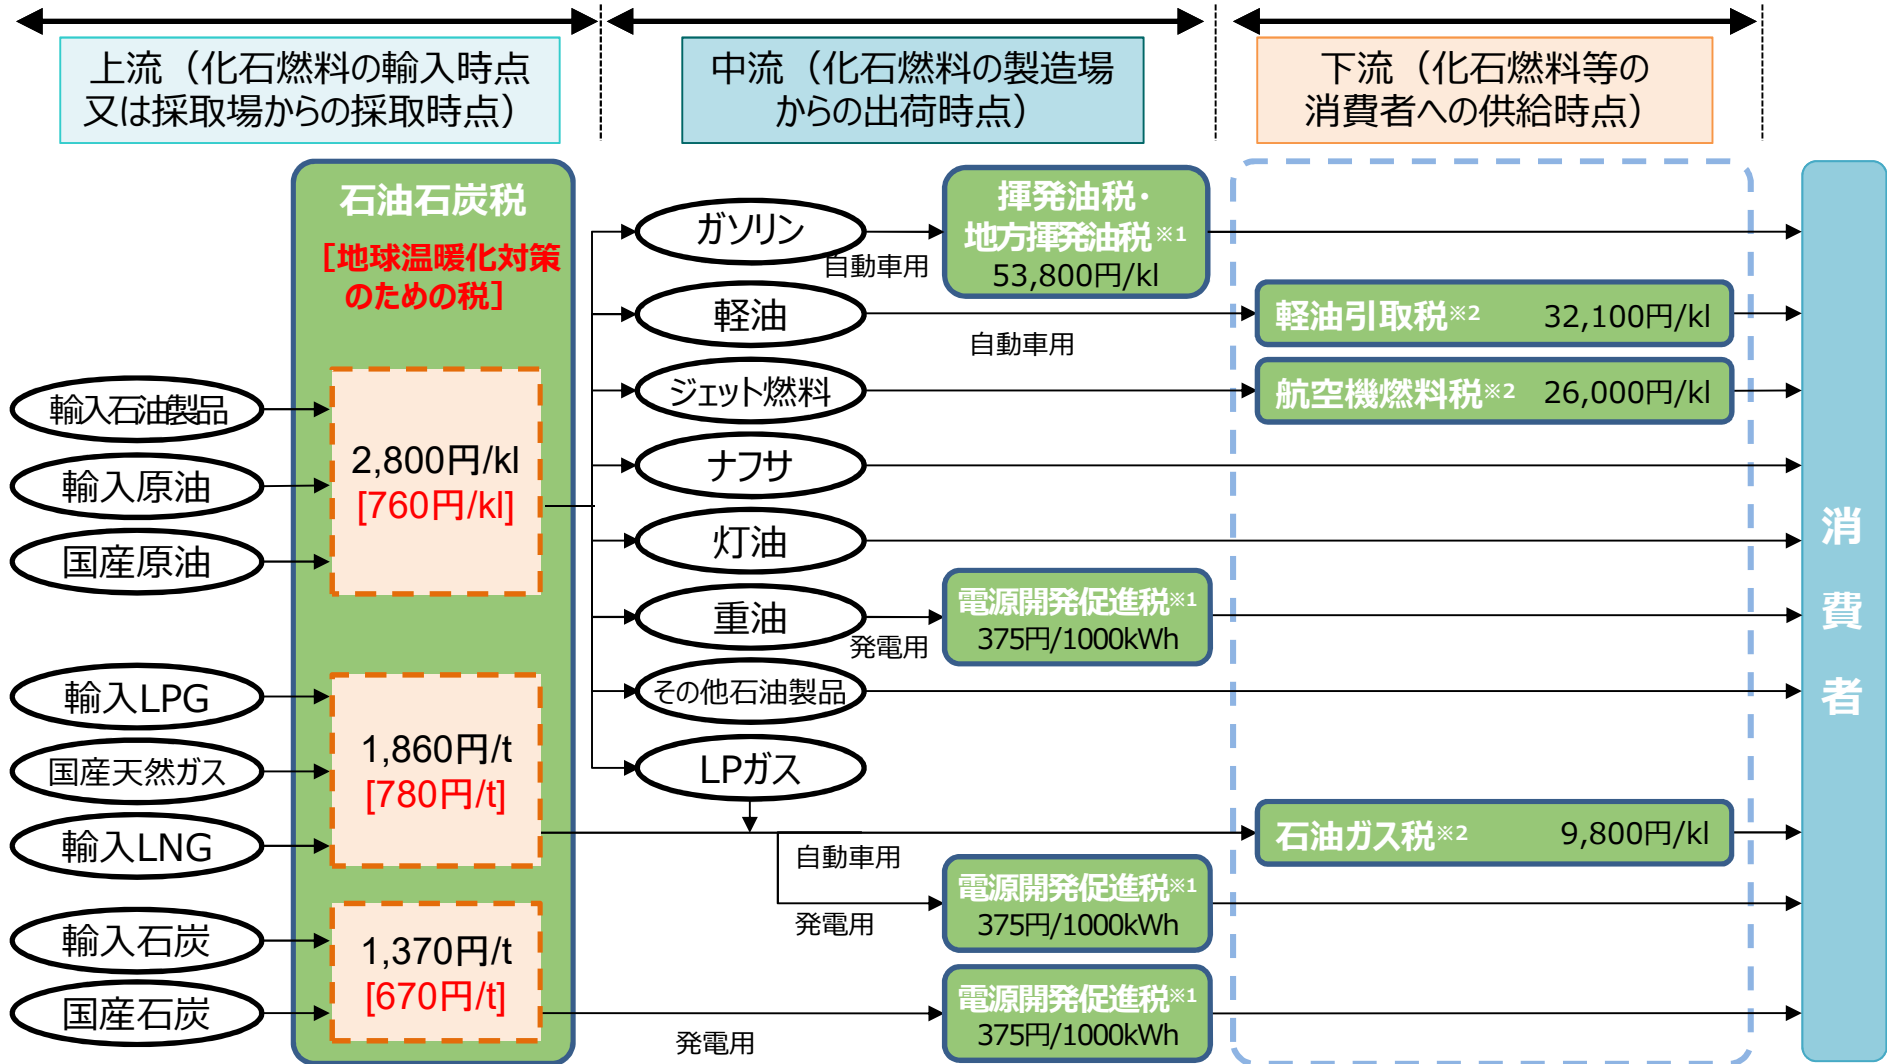 上流（化石燃料の輸入時点
又は採取場からの採取時点）
中流（化石燃料の製造場
からの出荷時点）
下流（化石燃料等の
消費者への供給時点）
石油石炭税
［地球温暖化対策
のための税］
輸入石油製品
輸入原油
国産原油
2,800円/kl
[760円/kl]
輸入LPG
国産天然ガス
輸入LNG
1,860円/t
[780円/t]
輸入石炭
国産石炭
1,370円/t
[670円/t]
ガソリン
自動車用
揮発油税・
地方揮発油税※1
53,800円/kl
軽油
自動車用
軽油引取税※2 32,100円/kl
ジェット燃料
航空機燃料税※2 26,000円/kl
ナフサ
灯油
重油
発電用
電源開発促進税※1
375円/1000kWh
その他石油製品
LPガス
自動車用
石油ガス税※2 9,800円/kl
発電用
電源開発促進税※1
375円/1000kWh
発電用
電源開発促進税※1
375円/1000kWh
消費者